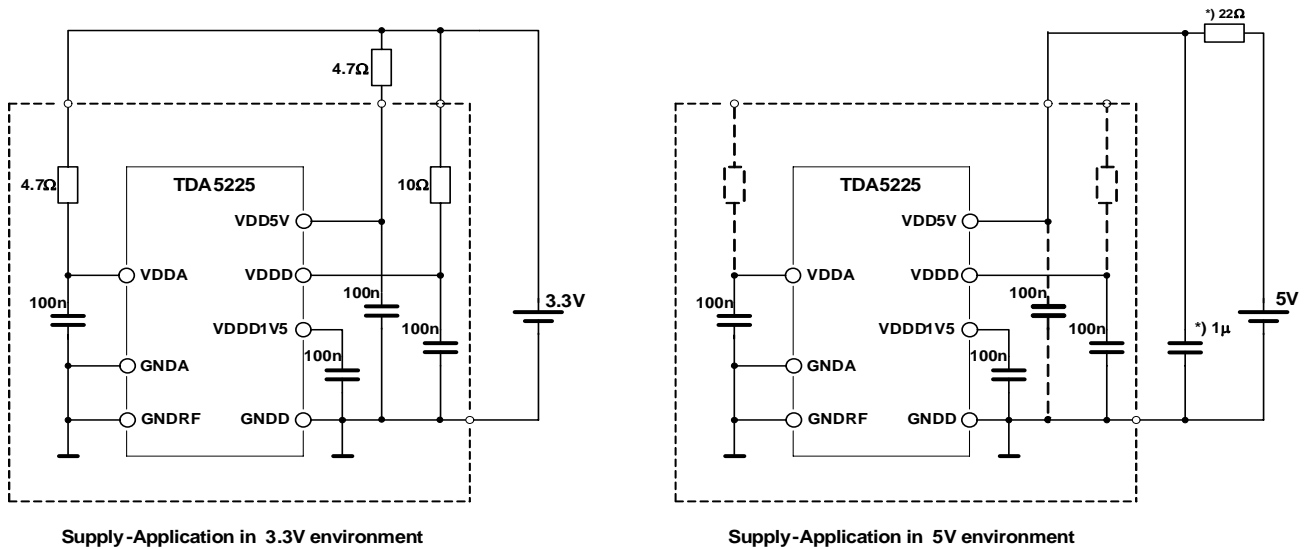 4.7Ω
4.7Ω
TDA5225
10Ω
VDD5V
VDDA
VDDD
100n
100n
3.3V
VDDD1V5
100n
100n
GNDA
GNDRF
GNDD
Supply-Application in 3.3V environment
*) 22Ω
TDA5225
VDD5V
VDDA
VDDD
100n
100n
5V
VDDD1V5
*) 1µ
100n
100n
GNDA
GNDRF
GNDD
Supply-Application in 5V environment